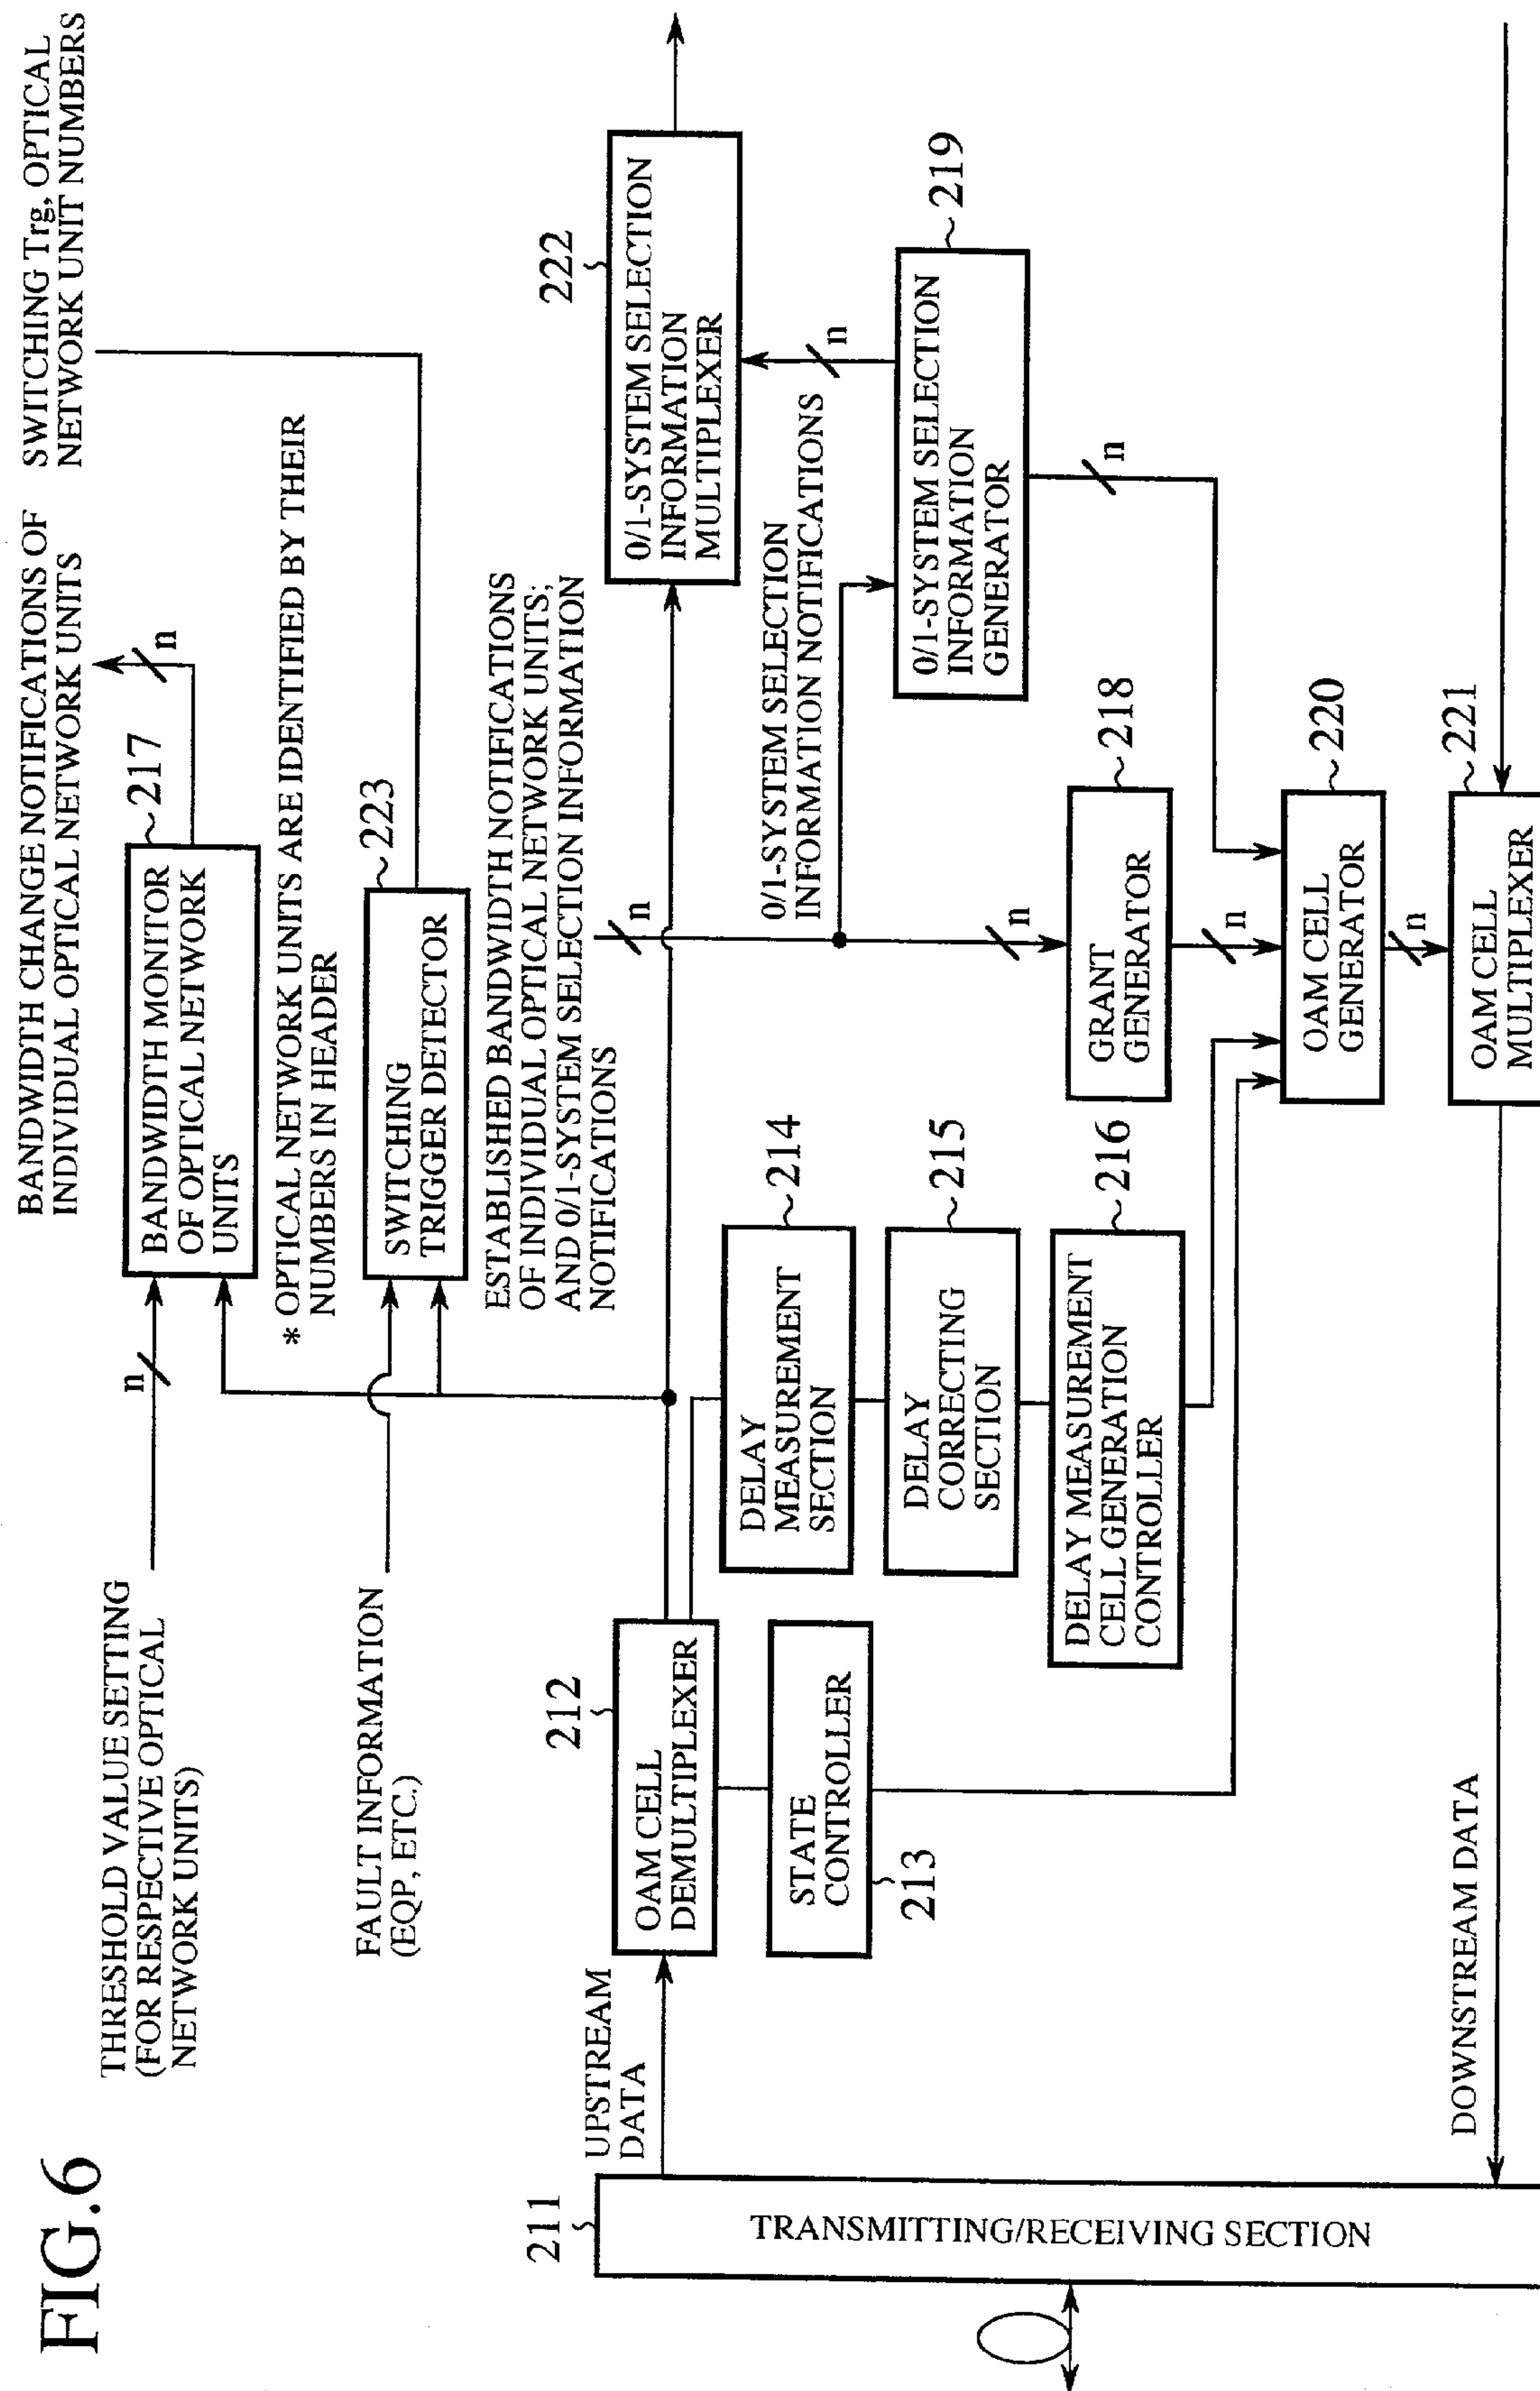 FIG.6
THRESHOLD VALUE SETTING
(FOR RESPECTIVE OPTICAL
NETWORK UNITS)
n
BANDWIDTH CHANGE NOTIFICATIONS OF
INDIVIDUAL OPTICAL NETWORK UNITS
SWITCHING Trg, OPTICAL
NETWORK UNIT NUMBERS
217
BANDWIDTH MONITOR
OF OPTICAL NETWORK
UNITS
n
* OPTICAL NETWORK UNITS ARE IDENTIFIED BY THEIR
NUMBERS IN HEADER
FAULT INFORMATION
(EQP, ETC.)
223
SWITCHING
TRIGGER DETECTOR
ESTABLISHED BANDWIDTH NOTIFICATIONS
OF INDIVIDUAL OPTICAL NETWORK UNITS;
AND 0/1-SYSTEM SELECTION INFORMATION
NOTIFICATIONS
n
211
TRANSMITTING/RECEIVING SECTION
UPSTREAM
DATA
212
OAM CELL
DEMULTIPLEXER
222
0/1-SYSTEM SELECTION
INFORMATION
MULTIPLEXER
STATE
CONTROLLER
213
DELAY
MEASUREMENT
SECTION
214
0/1-SYSTEM SELECTION
INFORMATION NOTIFICATIONS
n
DELAY
CORRECTING
SECTION
215
0/1-SYSTEM SELECTION
INFORMATION
GENERATOR
219
n
DELAY MEASUREMENT
CELL GENERATION
CONTROLLER
216
n
GRANT
GENERATOR
218
n
OAM CELL
GENERATOR
220
n
OAM CELL
MULTIPLEXER
221
DOWNSTREAM DATA